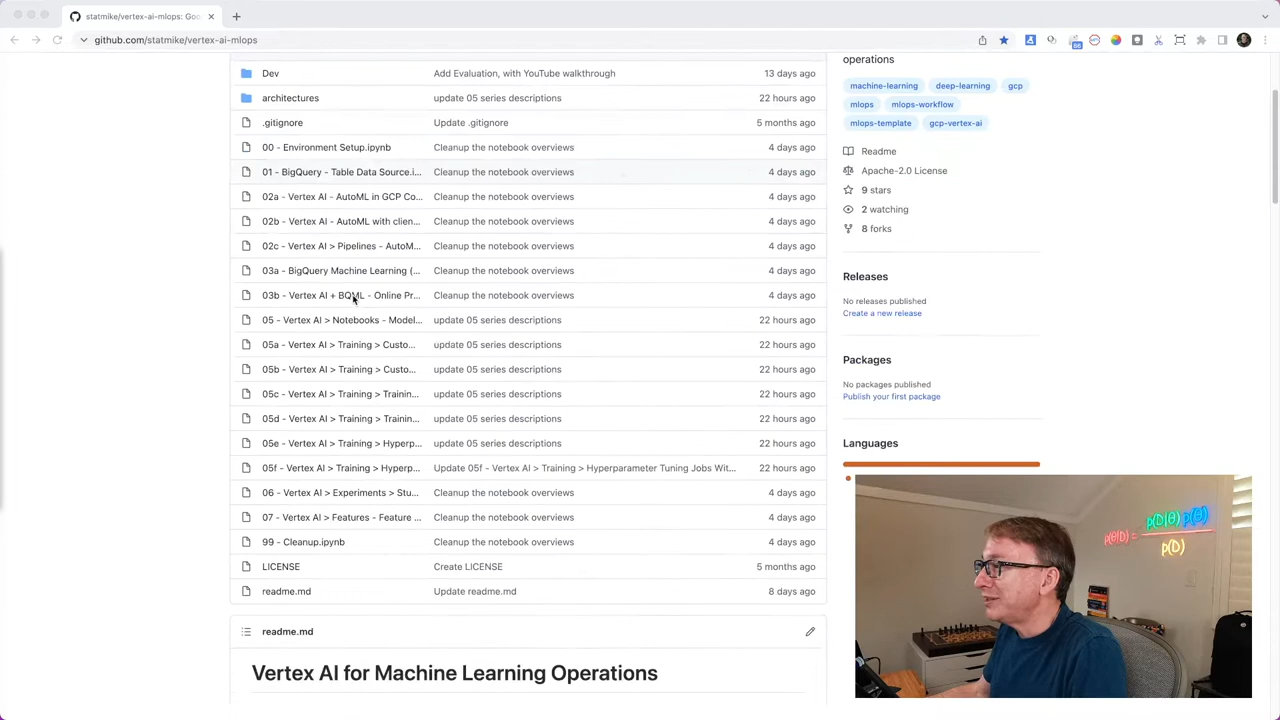 statmike/vertex-ai-mlops: Goo
github.com/statmike/vertex-ai-mlops
88
operations
Dev Add Evaluation, with YouTube walkthrough 13 days ago
machine-learning deep-learning gcp
architectures update 05 series descriptions 22 hours ago
mlops mlops-workflow
.gitignore Update .gitignore 5 months ago
mlops-template gcp-vertex-ai
00 - Environment Setup.ipynb Cleanup the notebook overviews 4 days ago
Readme
01 - BigQuery - Table Data Source.i... Cleanup the notebook overviews 4 days ago
Apache-2.0 License
02a - Vertex AI - AutoML in GCP Co... Cleanup the notebook overviews 4 days ago
9 stars
02b - Vertex AI - AutoML with clien... Cleanup the notebook overviews 4 days ago
2 watching
8 forks
02c - Vertex AI > Pipelines - AutoM... Cleanup the notebook overviews 4 days ago
03a - BigQuery Machine Learning (... Cleanup the notebook overviews 4 days ago
Releases
03b - Vertex AI + BQML - Online Pr... Cleanup the notebook overviews 4 days ago
No releases published
Create a new release
05 - Vertex AI > Notebooks - Model... update 05 series descriptions 22 hours ago
05a - Vertex AI > Training > Custo... update 05 series descriptions 22 hours ago
Packages
05b - Vertex AI > Training > Custo... update 05 series descriptions 22 hours ago
No packages published
Publish your first package
05c - Vertex AI > Training > Trainin... update 05 series descriptions 22 hours ago
05d - Vertex AI > Training > Trainin... update 05 series descriptions 22 hours ago
Languages
05e - Vertex AI > Training > Hyperp... update 05 series descriptions 22 hours ago
05f - Vertex AI > Training > Hyperp... Update 05f - Vertex AI > Training > Hyperparameter Tuning Jobs Wit... 22 hours ago
06 - Vertex AI > Experiments > Stu... Cleanup the notebook overviews 4 days ago
07 - Vertex AI > Features - Feature ... Cleanup the notebook overviews 4 days ago
99 - Cleanup.ipynb Cleanup the notebook overviews 4 days ago
LICENSE Create LICENSE 5 months ago
readme.md Update readme.md 8 days ago
p(θ|D) = p(D|θ) p(θ)
p(D)
readme.md
Vertex AI for Machine Learning Operations